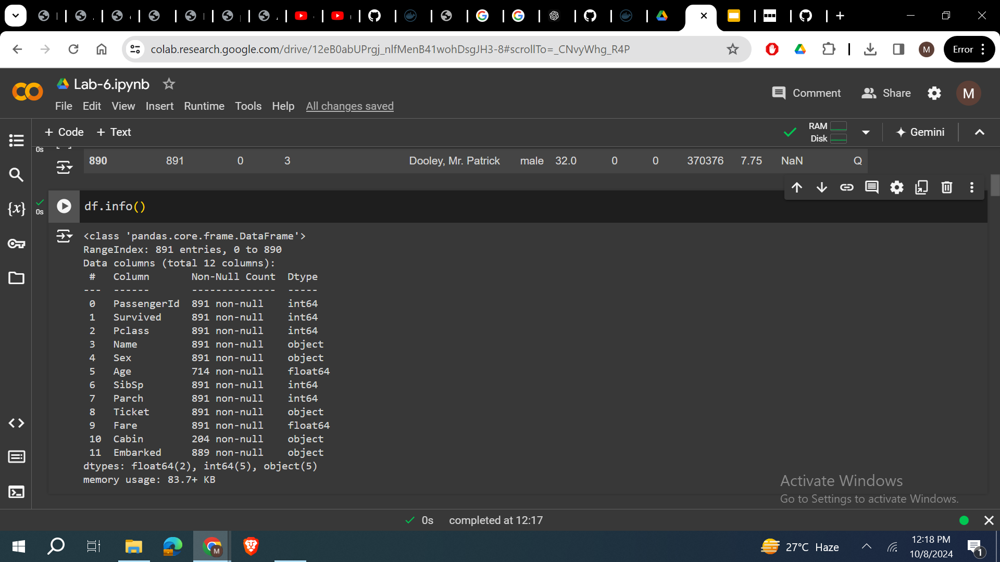 colab.research.google.com/drive/12eB0abUPrgj_nlfMenB41wohDsgJH3-8#scrollTo=_CNvyWhg_R4P
M
Error
Lab-6.ipynb
Comment
Share
M
File Edit View Insert Runtime Tools Help All changes saved
+ Code + Text
RAM
Disk
Gemini
0s
890 891 0 3 Dooley, Mr. Patrick male 32.0 0 0 370376 7.75 NaN Q
0s
df.info()
<class 'pandas.core.frame.DataFrame'>
RangeIndex: 891 entries, 0 to 890
Data columns (total 12 columns):
# Column Non-Null Count Dtype
--- ------ -------------- -----
0 PassengerId 891 non-null int64
1 Survived 891 non-null int64
2 Pclass 891 non-null int64
3 Name 891 non-null object
4 Sex 891 non-null object
5 Age 714 non-null float64
6 SibSp 891 non-null int64
7 Parch 891 non-null int64
8 Ticket 891 non-null object
9 Fare 891 non-null float64
10 Cabin 204 non-null object
11 Embarked 889 non-null object
dtypes: float64(2), int64(5), object(5)
memory usage: 83.7+ KB
Activate Windows
Go to Settings to activate Windows.
0s completed at 12:17
M
27°C Haze
12:18 PM
10/8/2024
1